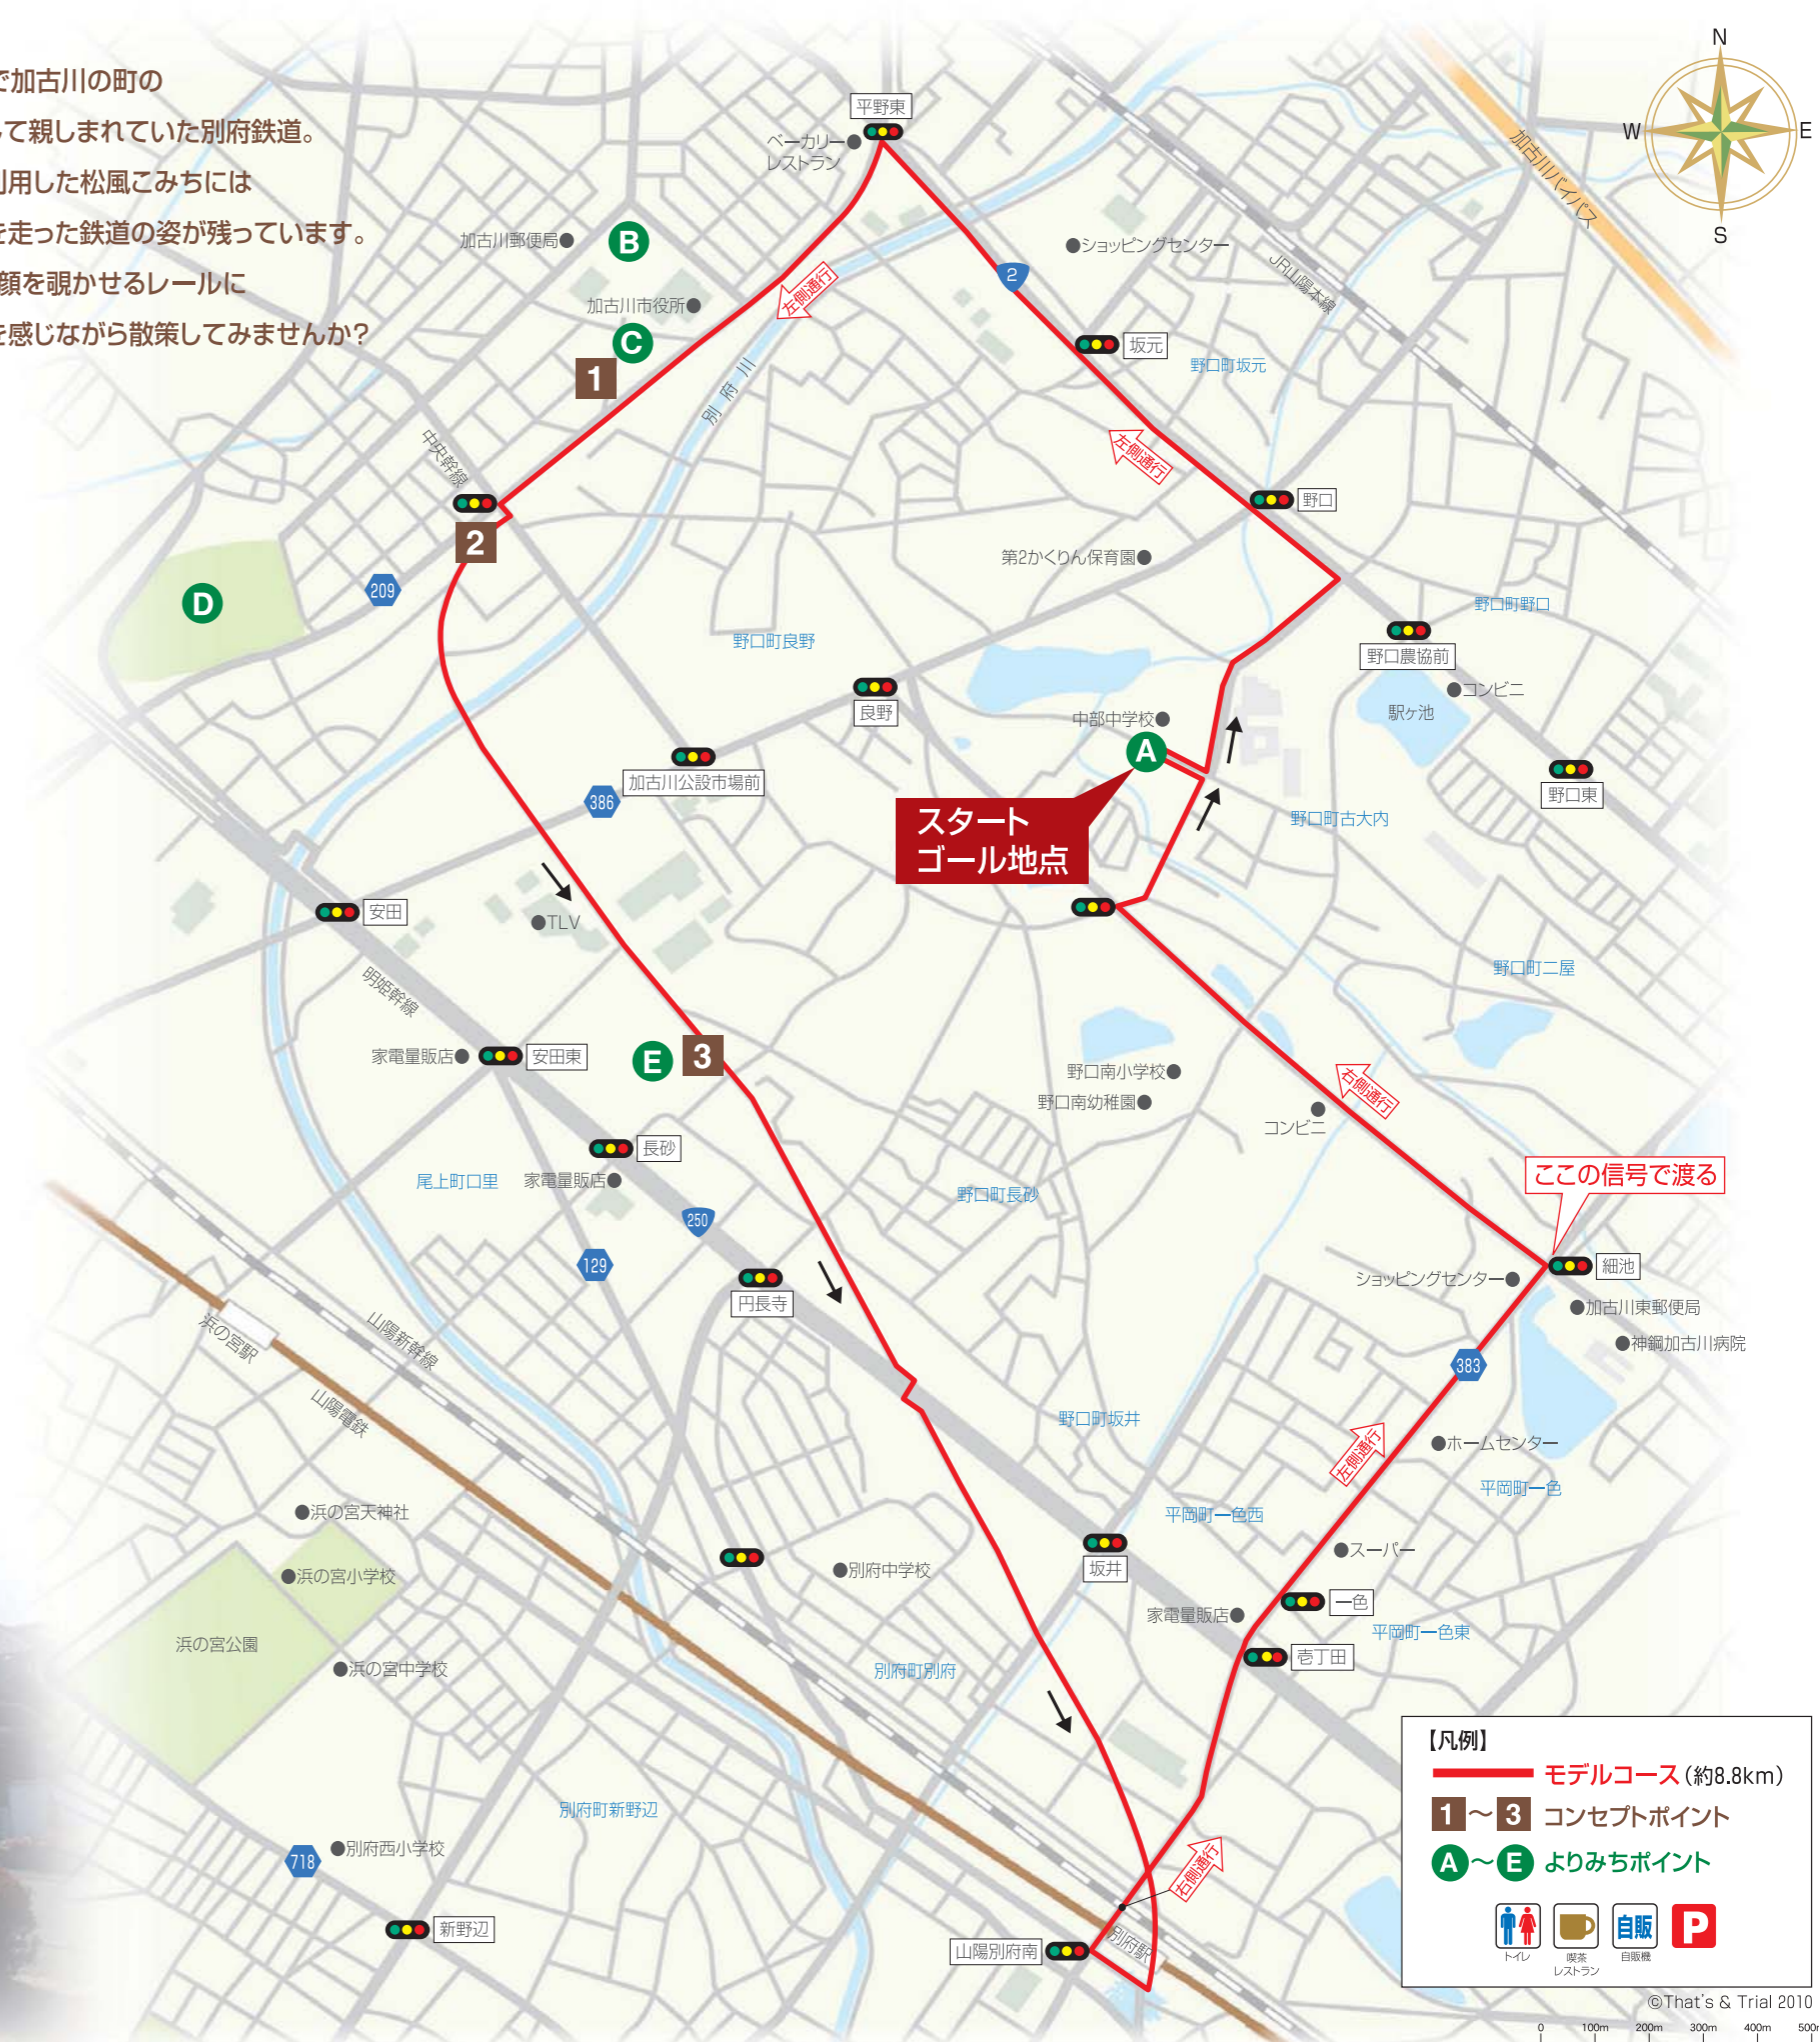 で加古川の町の
して親しまれていた別府鉄道。
利用した松風こみちには
を走った鉄道の姿が残っています。
顔を覗かせるレールに
を感じながら散策してみませんか？
N
W
E
S
平野東
ベーカリー
レストラン
加古川バイパス
加古川郵便局
B
ショッピングセンター
2
JR山陽本線
左側通行
加古川市役所
C
1
坂元
野口町坂元
別府川
中央幹線
左側通行
2
野口
第2かくりん保育園
D
209
野口町野口
野口町良野
野口農協前
コンビニ
良野
中部中学校
駅ヶ池
A
加古川公設市場前
野口東
386
スタート
ゴール地点
野口町古大内
安田
TLV
野口町二屋
明姫幹線
家電量販店
安田東
E
3
野口南小学校
右側通行
野口南幼稚園
コンビニ
長砂
尾上町口里
家電量販店
野口町長砂
ここの信号で渡る
250
129
細池
ショッピングセンター
円長寺
加古川東郵便局
浜の宮駅
山陽新幹線
神鋼加古川病院
383
山陽電鉄
野口町坂井
ホームセンター
左側通行
平岡町一色
浜の宮天神社
平岡町一色西
スーパー
浜の宮小学校
別府中学校
坂井
一色
家電量販店
平岡町一色東
浜の宮公園
浜の宮中学校
別府町別府
壱丁田
別府町新野辺
718
別府西小学校
右側通行
新野辺
山陽別府南
別府駅
【凡例】
モデルコース（約8.8km）
1～3 コンセプトポイント
A～E よりみちポイント
自販
P
トイレ
喫茶
レストラン
自販機
©That's & Trial 2010
0 100m 200m 300m 400m 500m